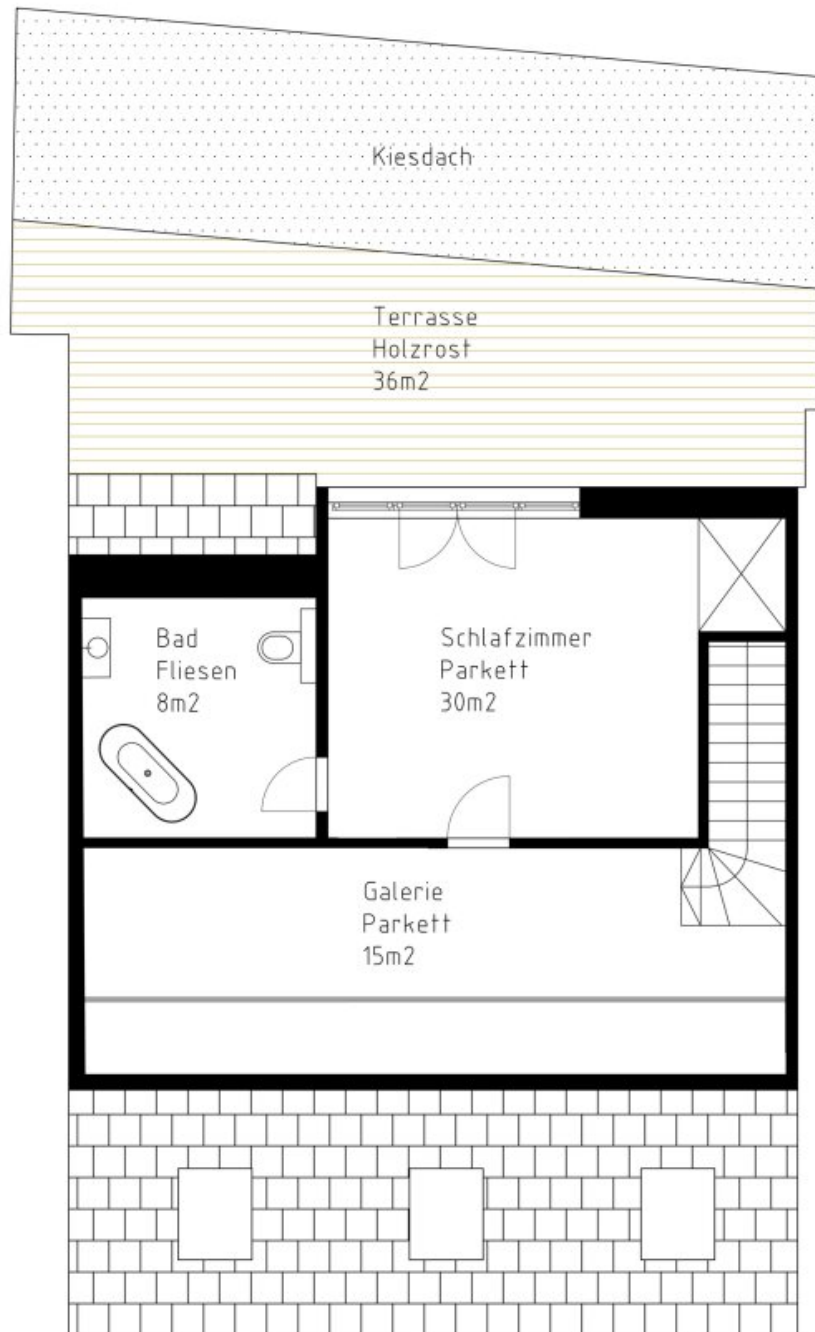 Kiesdach
Terrasse
Holzrost
36m2
Bad
Fliesen
8m2
Schlafzimmer
Parkett
30m2
Galerie
Parkett
15m2